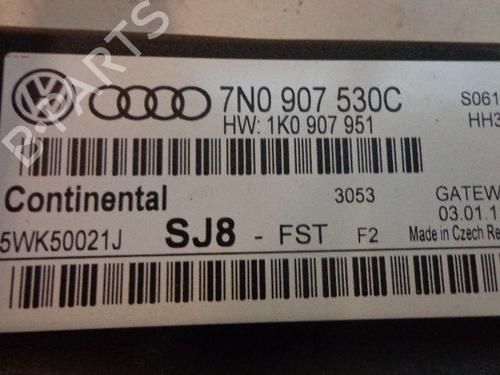 7N0 907 530C S061
HW: 1K0 907 951 HH3
Continental 3053 GATEW
5WK50021J SJ8 - FST F2 03.01.1
Made in Czech Re
B-PARTS